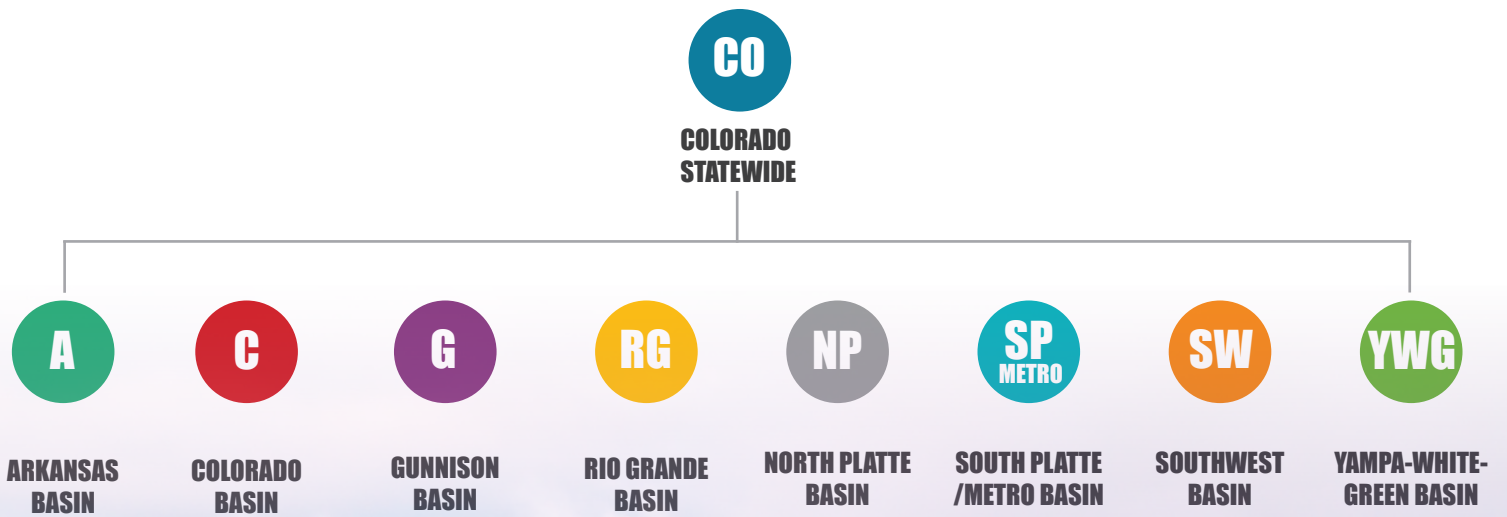 CO
COLORADO
STATEWIDE
A
C
G
RG
NP
SP
METRO
SW
YWG
ARKANSAS
BASIN
COLORADO
BASIN
GUNNISON
BASIN
RIO GRANDE
BASIN
NORTH PLATTE
BASIN
SOUTH PLATTE
/METRO BASIN
SOUTHWEST
BASIN
YAMPA-WHITE-
GREEN BASIN